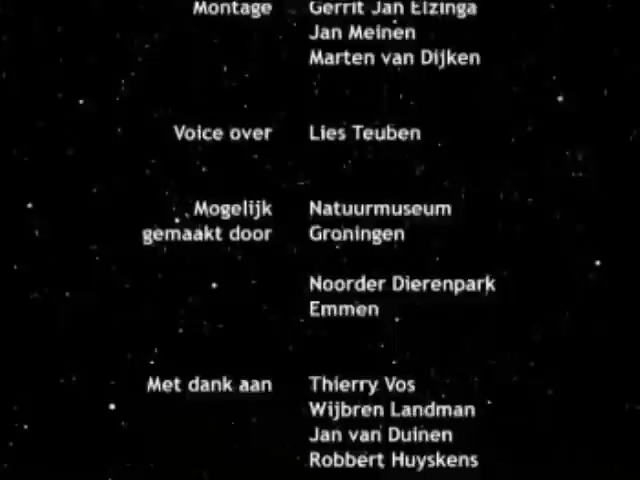 Montage Gerrit Jan Elzinga
Jan Meinen
Marten van Dijken
Voice over Lies Teuben
Mogelijk Natuurmuseum
gemaakt door Groningen
Noorder Dierenpark
Emmen
Met dank aan Thierry Vos
Wijbren Landman
Jan van Duinen
Robbert Huyskens